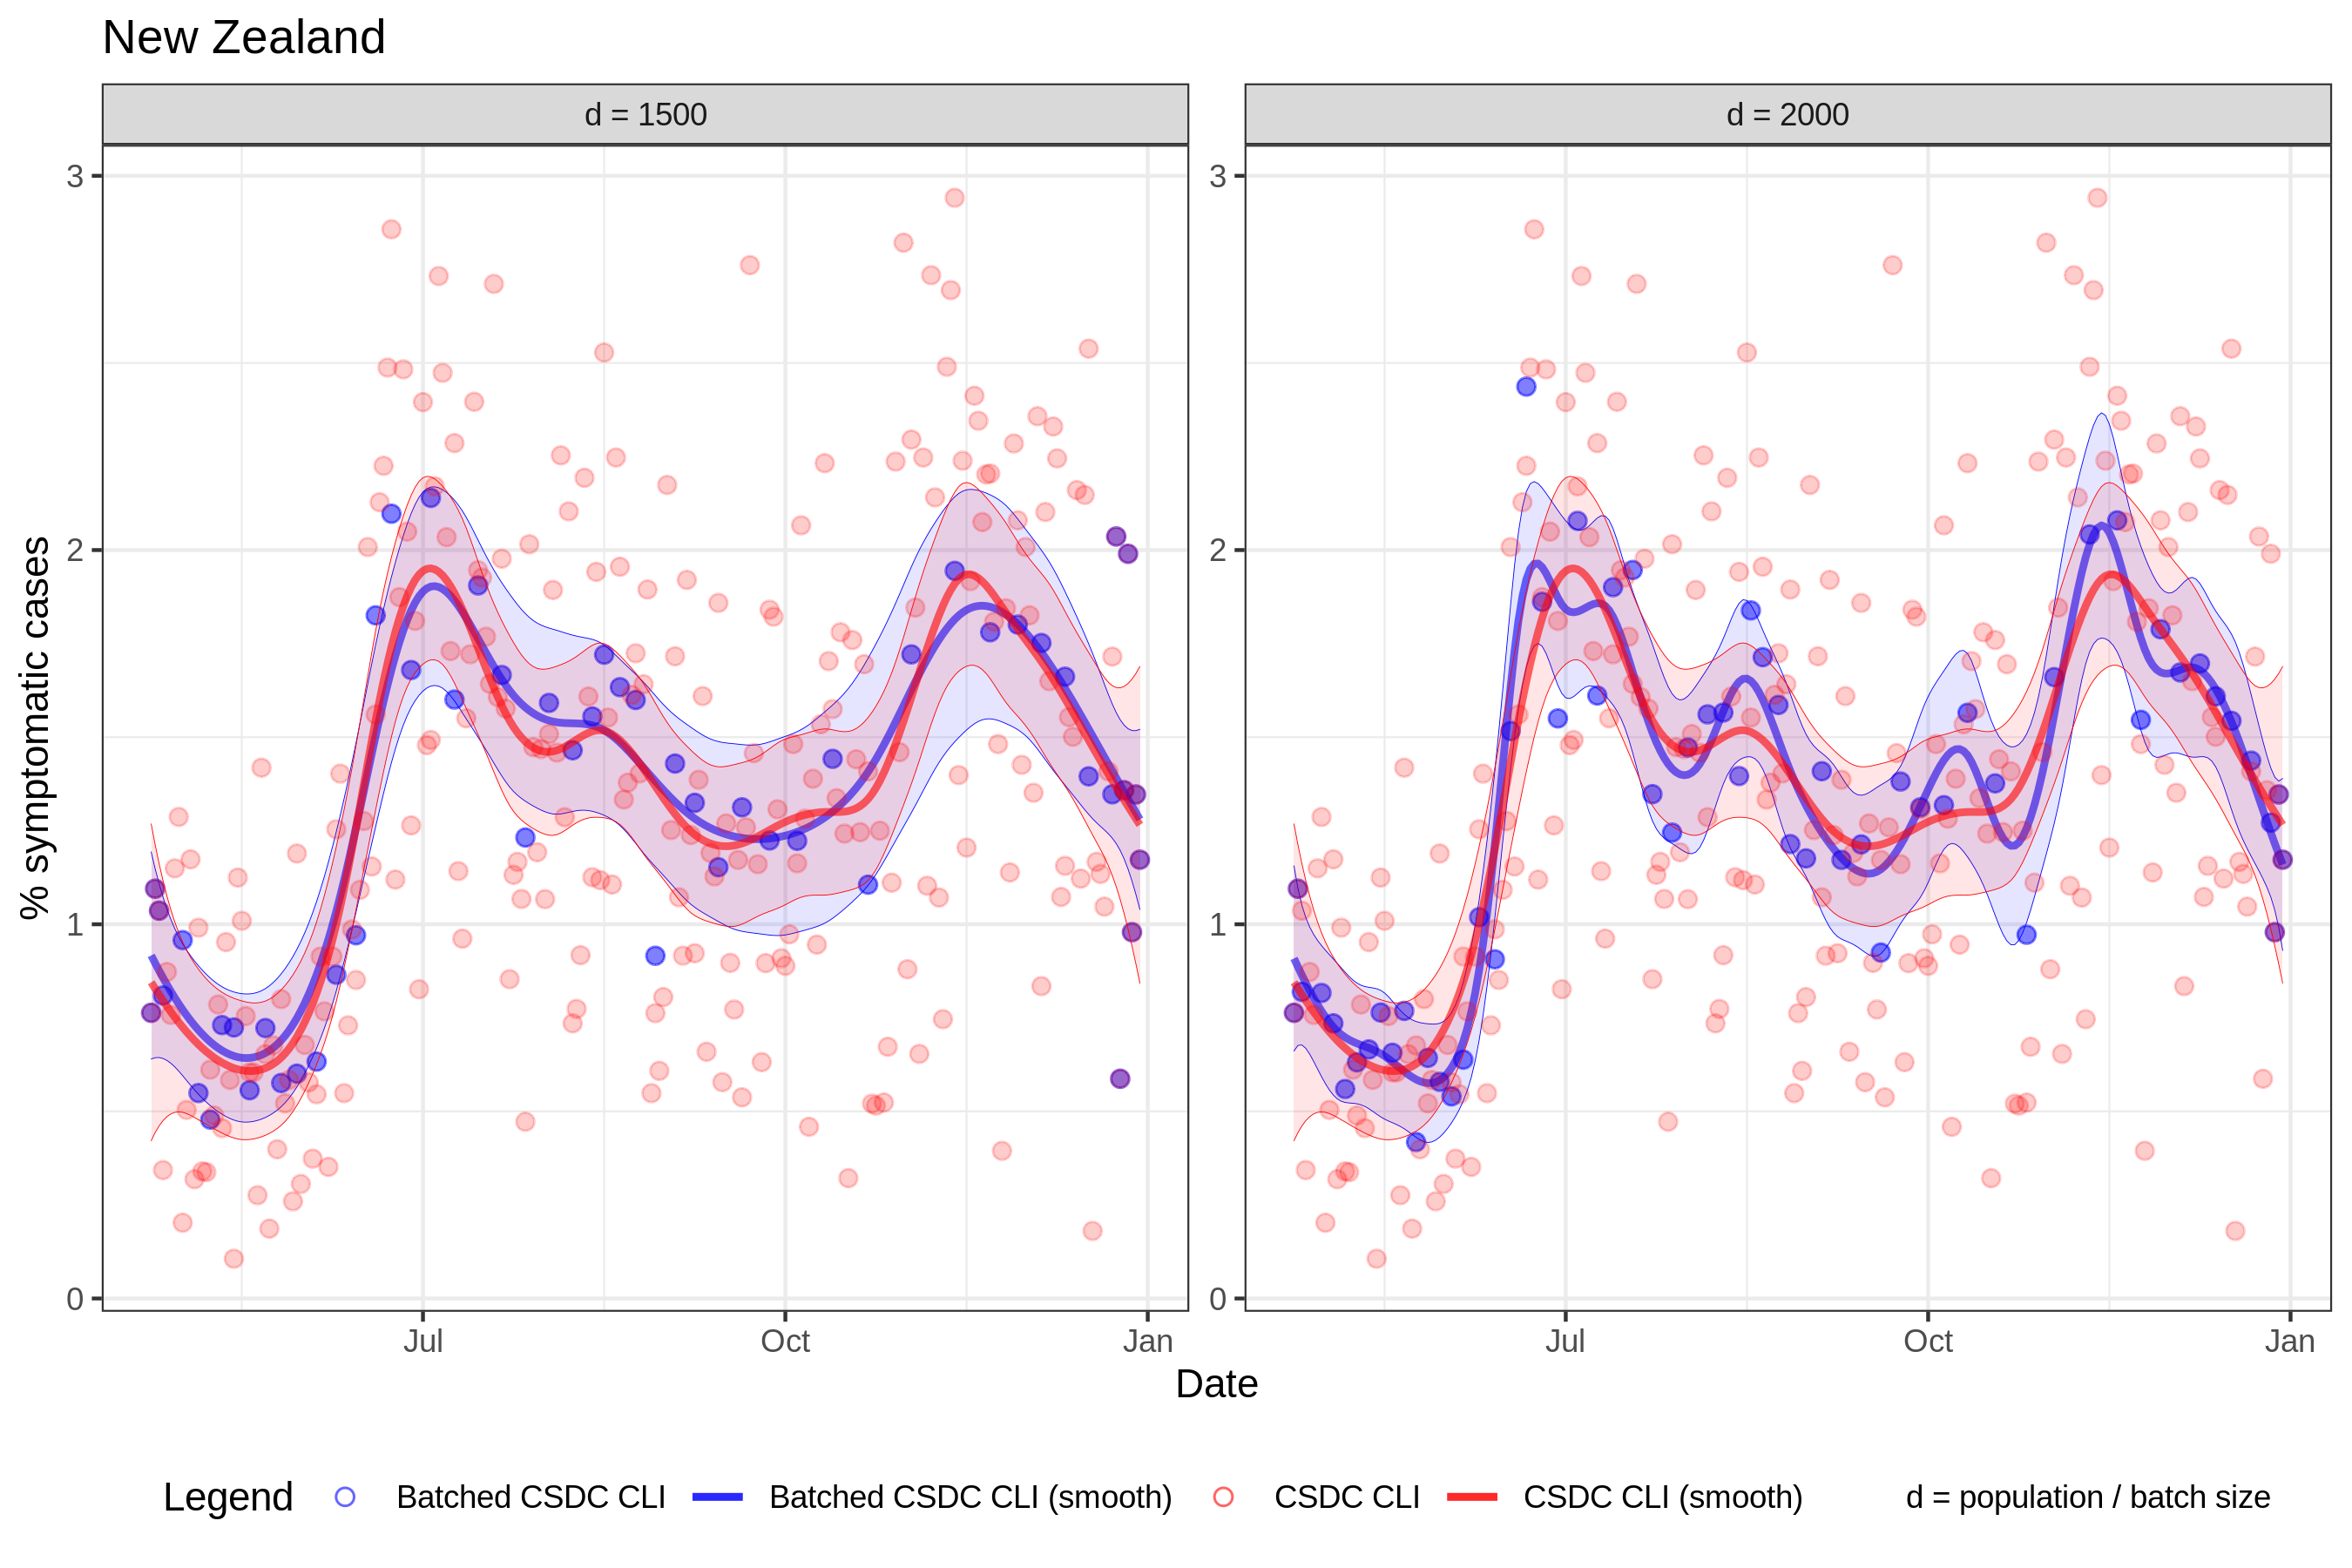 New Zealand
d = 1500
d = 2000
% symptomatic cases
3
2
1
0
3
2
1
0
Jul
Oct
Jan
Jul
Oct
Jan
Date
Legend
Batched CSDC CLI
Batched CSDC CLI (smooth)
CSDC CLI
CSDC CLI (smooth)
d = population / batch size